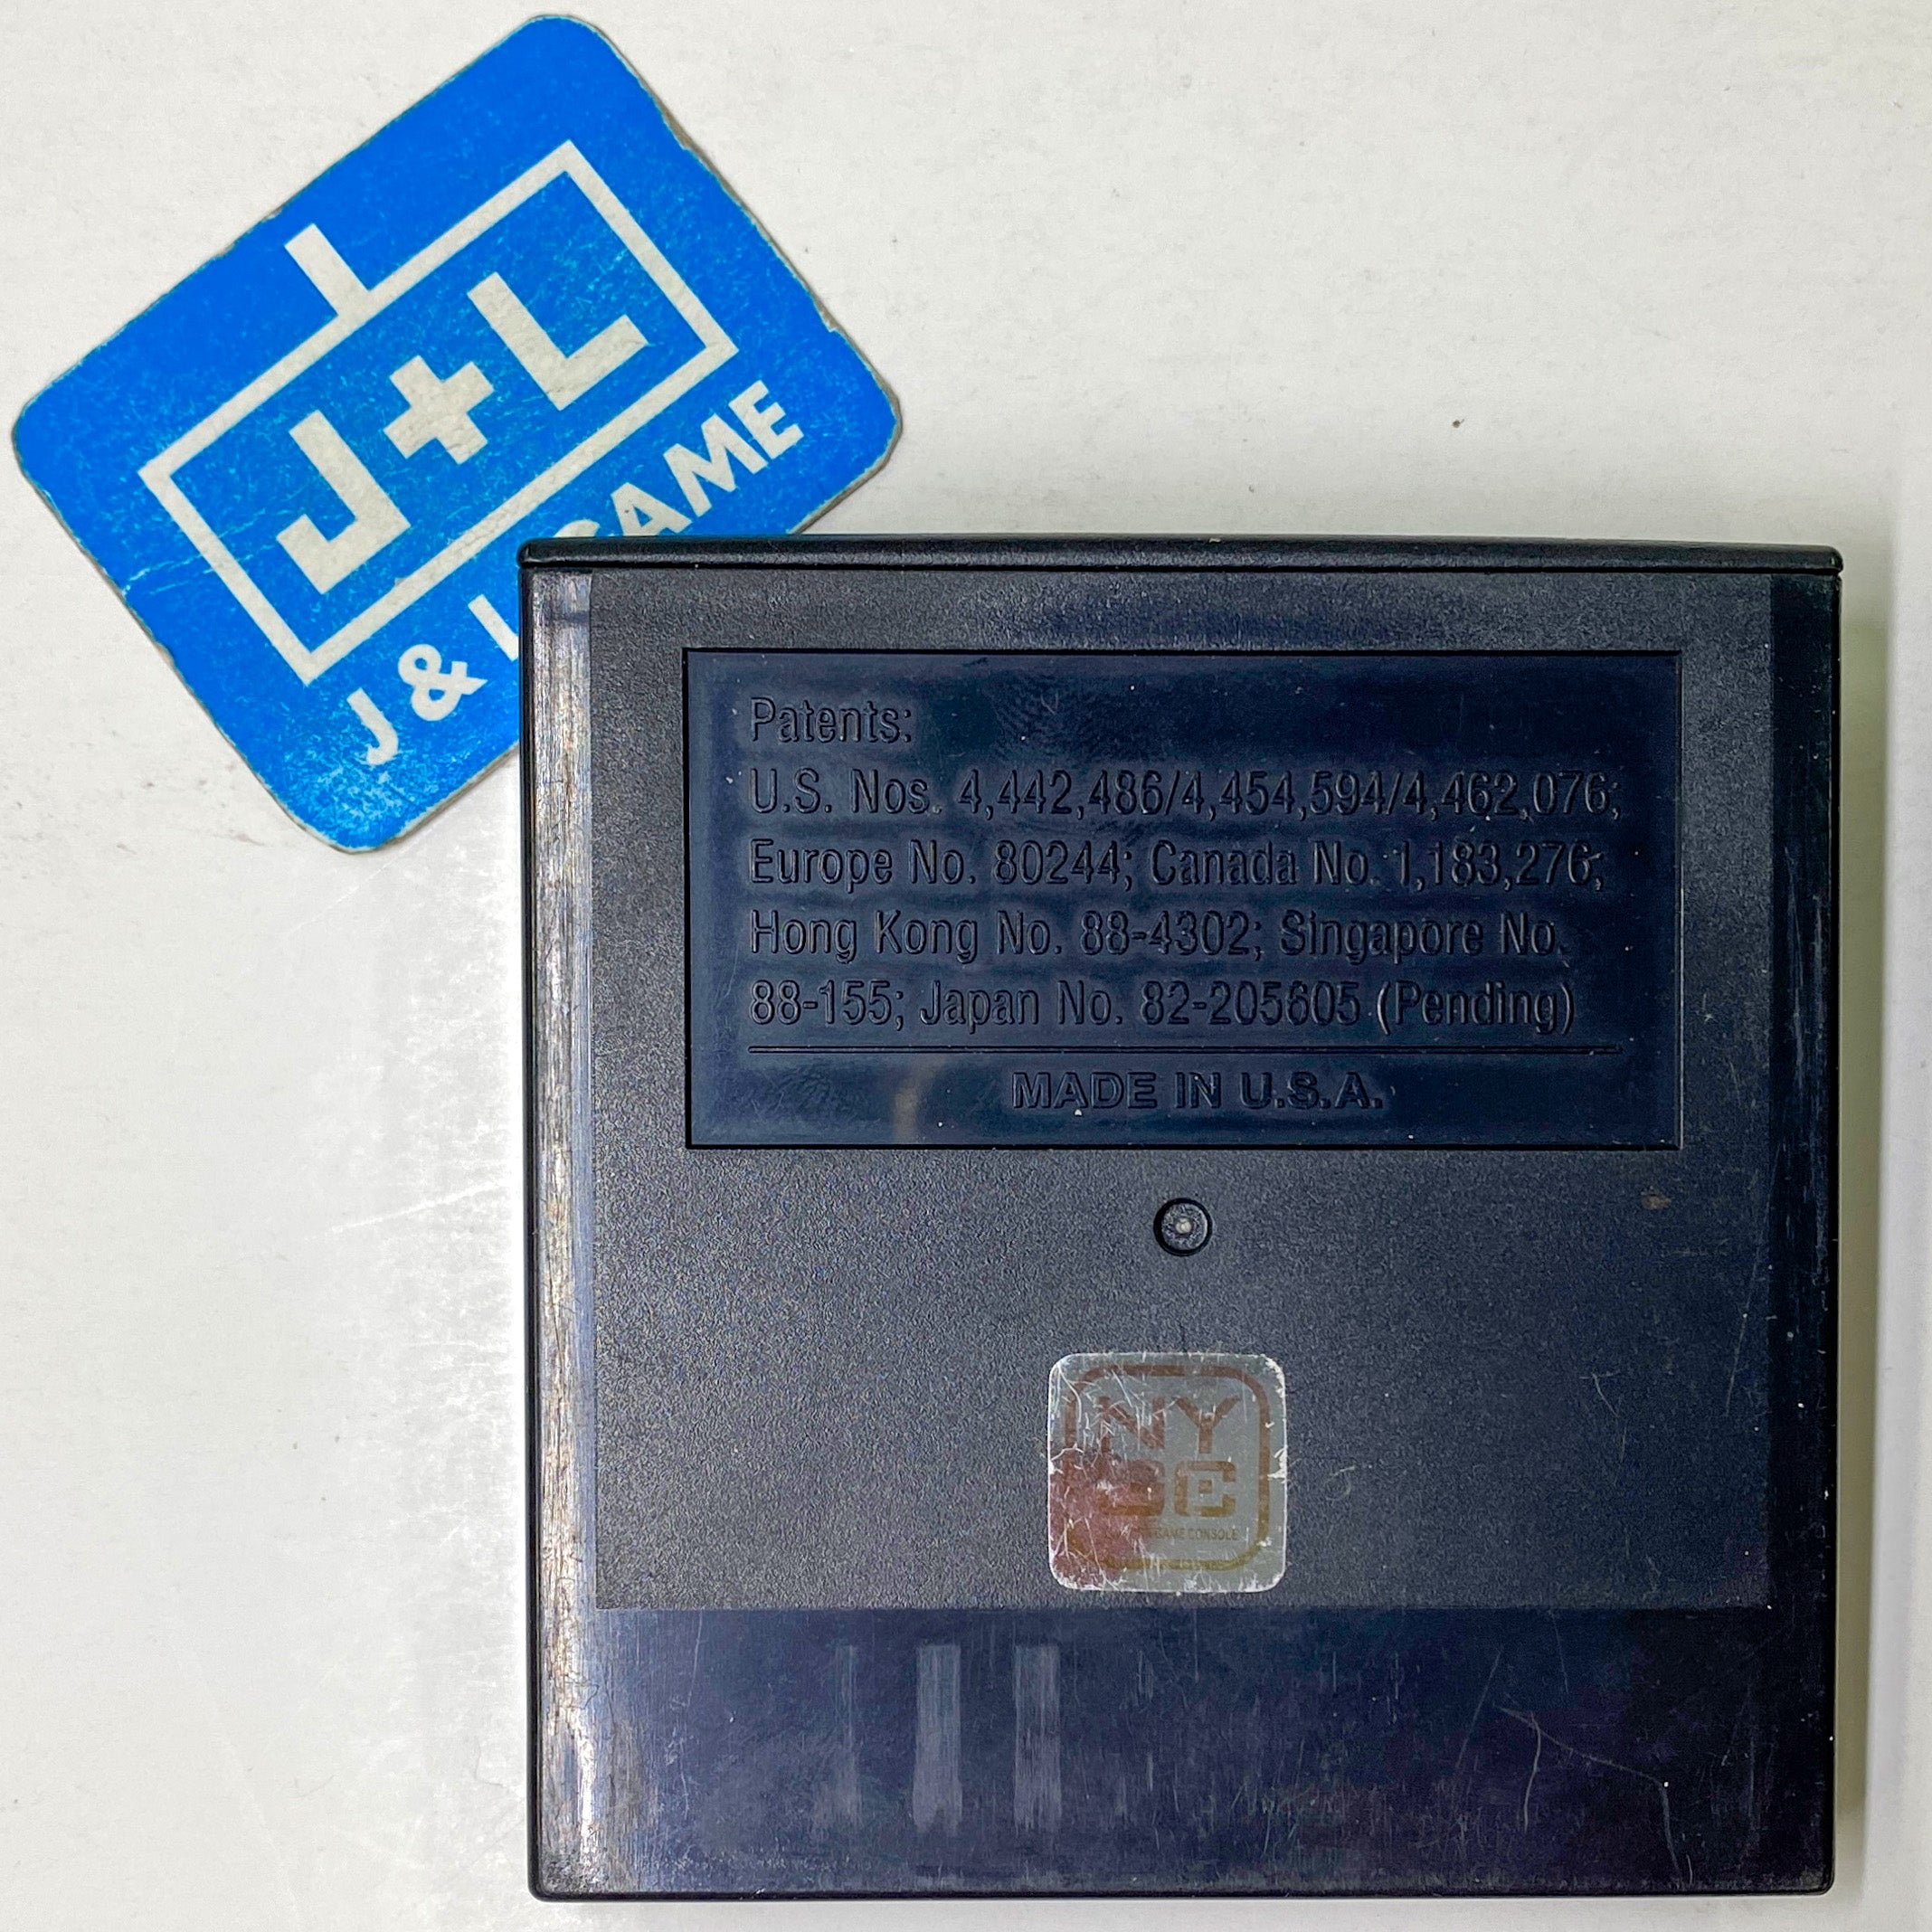 J+L
J & L GAME
Patents:
U.S. Nos. 4,442,486/4,454,594/4,462,076;
Europe No. 80244; Canada No. 1,183,276;
Hong Kong No. 88-4302; Singapore No.
88-155; Japan No. 82-205605 (Pending)
MADE IN U.S.A.
NY
GC
GAME CONSOLE